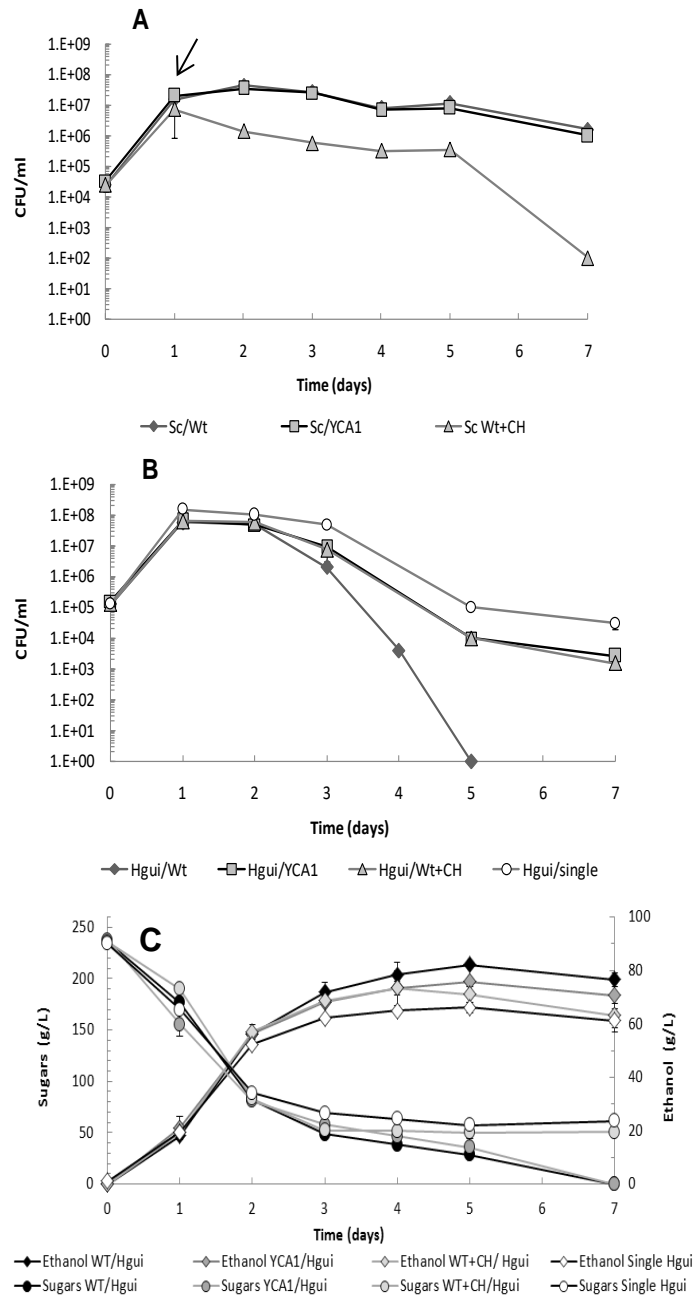 A
1.E+09
1.E+08
1.E+07
1.E+06
1.E+05
1.E+04
1.E+03
1.E+02
1.E+01
1.E+00
CFU/ml
0 1 2 3 4 5 6 7
Time (days)
Sc/Wt Sc/YCA1 Sc Wt+CH
B
1.E+09
1.E+08
1.E+07
1.E+06
1.E+05
1.E+04
1.E+03
1.E+02
1.E+01
1.E+00
CFU/ml
0 1 2 3 4 5 6 7
Time (days)
Hgui/Wt Hgui/YCA1 Hgui/Wt+CH Hgui/single
C
250
200
150
100
50
0
Sugars (g/L)
100
80
60
40
20
0
Ethanol (g/L)
0 1 2 3 4 5 6 7
Time (days)
Ethanol WT/Hgui Ethanol YCA1/Hgui Ethanol WT+CH/ Hgui Ethanol Single Hgui
Sugars WT/Hgui Sugars YCA1/Hgui Sugars WT+CH/Hgui Sugars Single Hgui